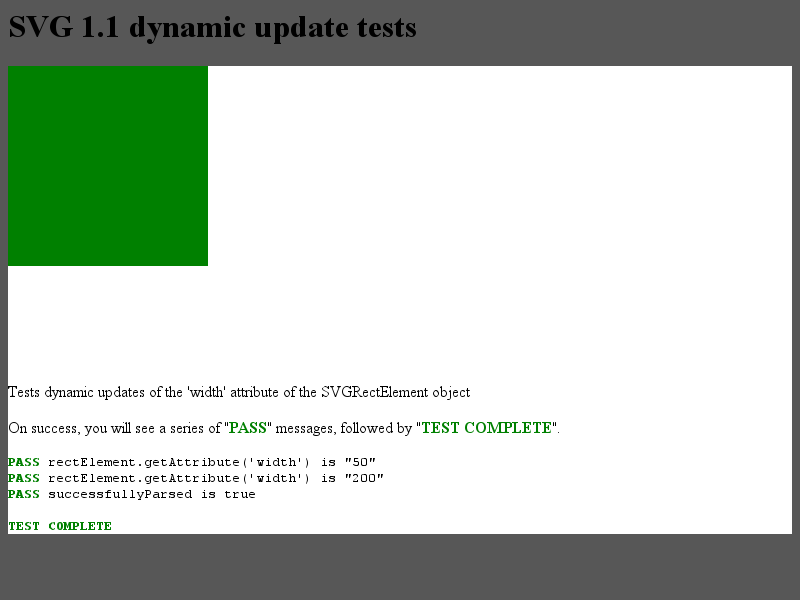 SVG 1.1 dynamic update tests
Tests dynamic updates of the 'width' attribute of the SVGRectElement object
On success, you will see a series of "PASS" messages, followed by "TEST COMPLETE".
PASS rectElement.getAttribute('width') is "50"
PASS rectElement.getAttribute('width') is "200"
PASS successfullyParsed is true
TEST COMPLETE